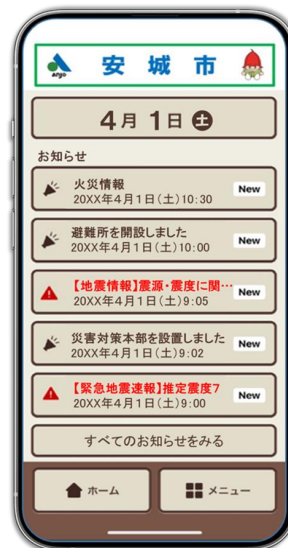 Anjo 安城市
4月1日 土
お知らせ
火災情報
20XX年4月1日(土)10:30
New
避難所を開設しました
20XX年4月1日(土)10:00
New
【地震情報】震源・震度に関…
20XX年4月1日(土)9:05
New
災害対策本部を設置しました
20XX年4月1日(土)9:02
New
【緊急地震速報】推定震度7
20XX年4月1日(土)9:00
New
すべてのお知らせをみる
ホーム メニュー